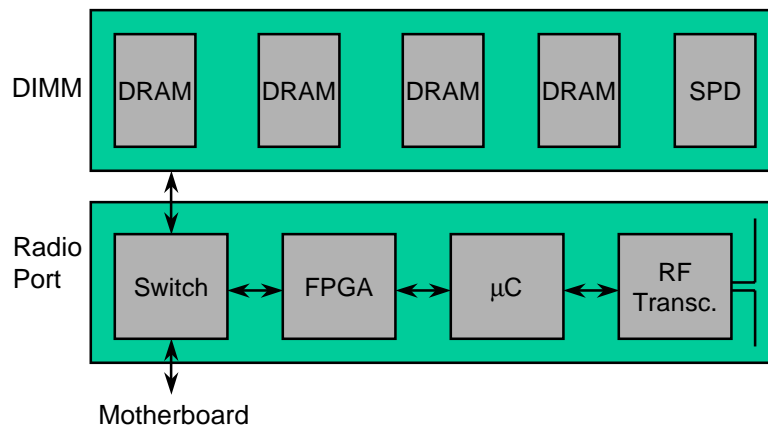 DIMM
DRAM
DRAM
DRAM
DRAM
SPD
Radio
Port
Switch
FPGA
μC
RF
Transc.
Motherboard